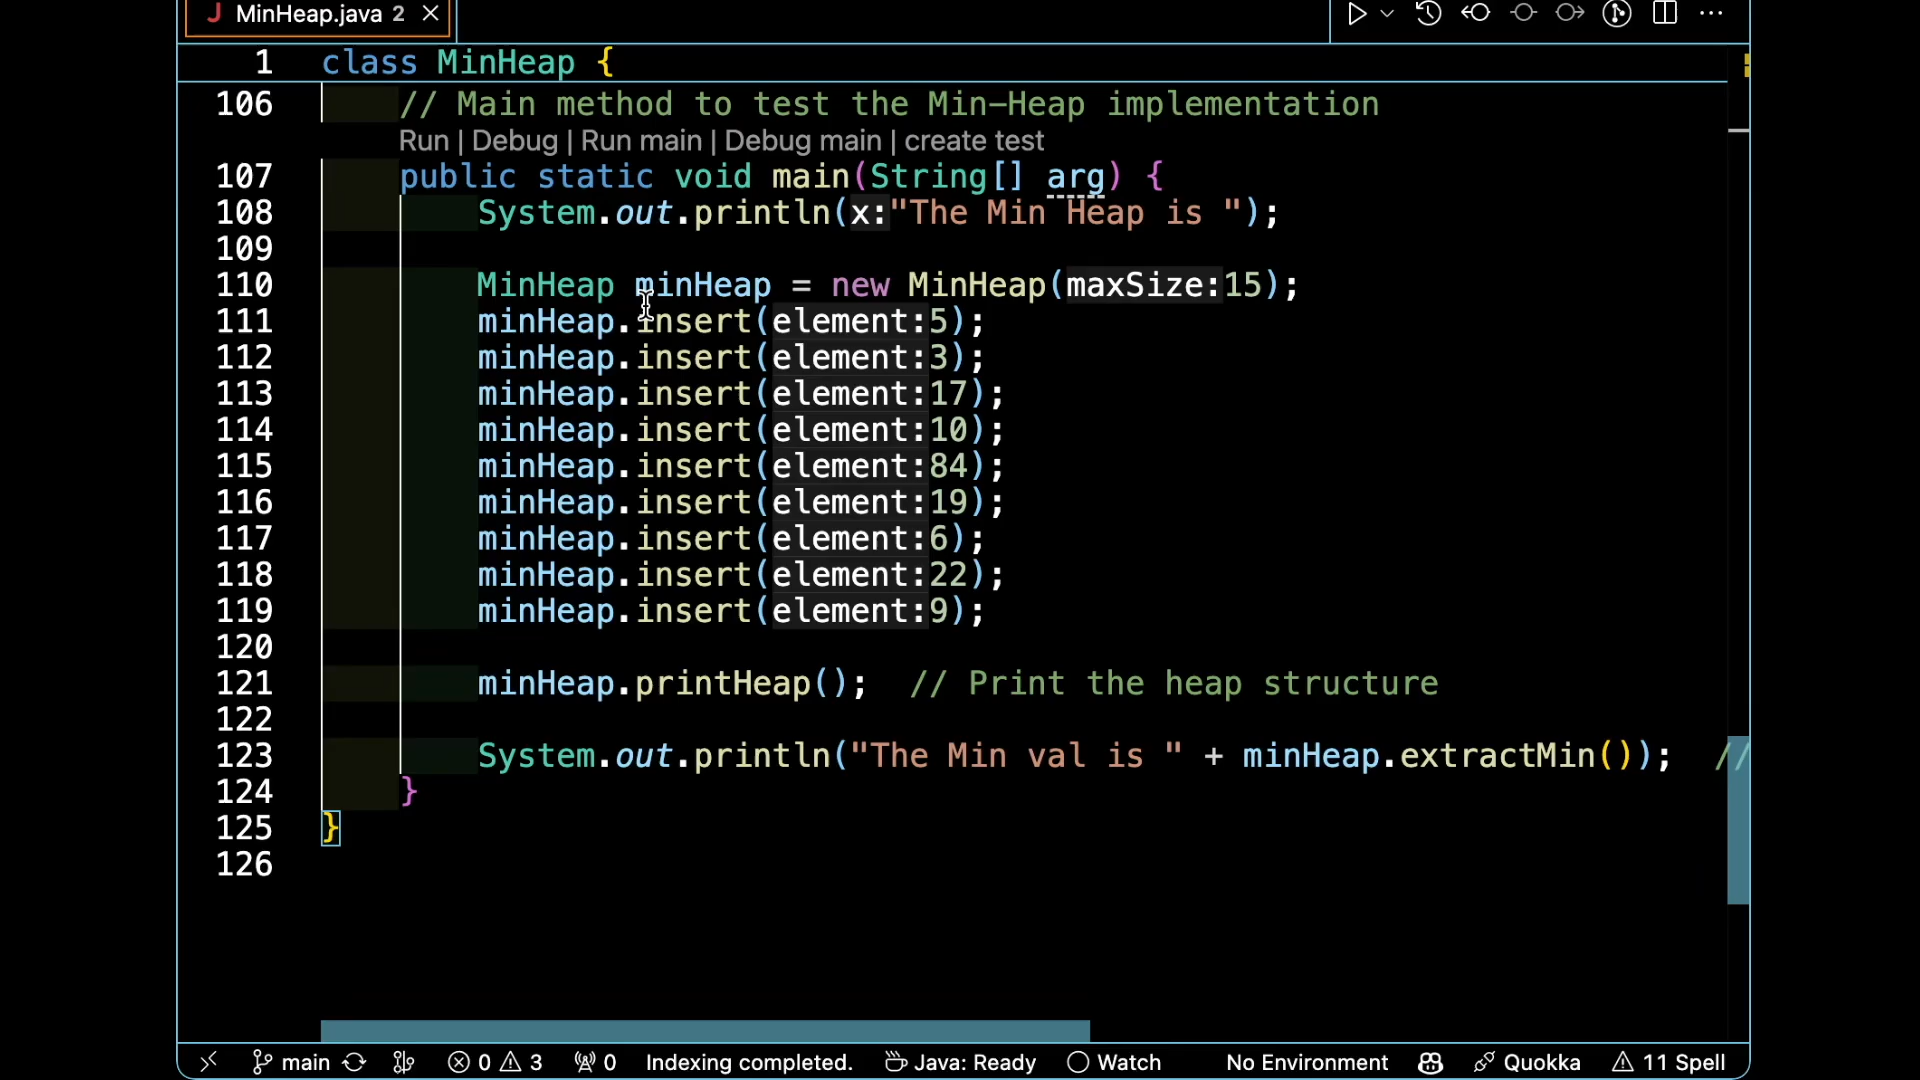 J MinHeap.java 2
1 class MinHeap {
106 // Main method to test the Min-Heap implementation
Run | Debug | Run main | Debug main | create test
107 public static void main(String[] arg) {
108 System.out.println(x:"The Min Heap is ");
109
110 MinHeap minHeap = new MinHeap(maxSize:15);
111 minHeap.insert(element:5);
112 minHeap.insert(element:3);
113 minHeap.insert(element:17);
114 minHeap.insert(element:10);
115 minHeap.insert(element:84);
116 minHeap.insert(element:19);
117 minHeap.insert(element:6);
118 minHeap.insert(element:22);
119 minHeap.insert(element:9);
120
121 minHeap.printHeap(); // Print the heap structure
122
123 System.out.println("The Min val is " + minHeap.extractMin()); //
124 }
125 }
126
main 0 3 0 Indexing completed. Java: Ready Watch No Environment Quokka 11 Spell